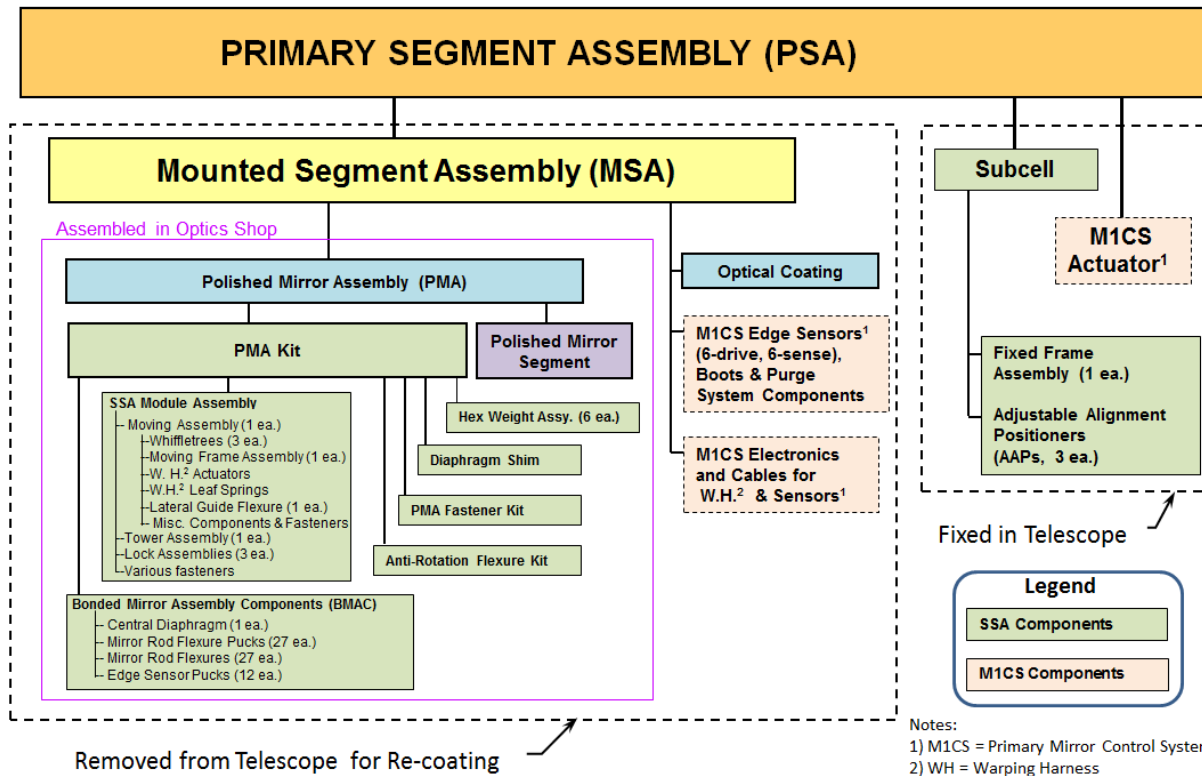 PRIMARY SEGMENT ASSEMBLY (PSA)
Mounted Segment Assembly (MSA)
Assembled in Optics Shop
Polished Mirror Assembly (PMA)
PMA Kit
Polished Mirror
Segment
SSA Module Assembly
Moving Assembly (1 ea.)
Whiffletrees (3 ea.)
Moving Frame Assembly (1 ea.)
W. H.² Actuators
W.H.² Leaf Springs
Lateral Guide Flexure (1 ea.)
Misc. Components & Fasteners
Tower Assembly (1 ea.)
Lock Assemblies (3 ea.)
Various fasteners
Hex Weight Assy. (6 ea.)
Diaphragm Shim
PMA Fastener Kit
Anti-Rotation Flexure Kit
Bonded Mirror Assembly Components (BMAC)
Central Diaphragm (1 ea.)
Mirror Rod Flexure Pucks (27 ea.)
Mirror Rod Flexures (27 ea.)
Edge Sensor Pucks (12 ea.)
Optical Coating
M1CS Edge Sensors¹
(6-drive, 6-sense),
Boots & Purge
System Components
M1CS Electronics
and Cables for
W.H.² & Sensors¹
Removed from Telescope for Re-coating
Subcell
M1CS
Actuator¹
Fixed Frame
Assembly (1 ea.)
Adjustable Alignment
Positioners
(AAPs, 3 ea.)
Fixed in Telescope
Legend
SSA Components
M1CS Components
Notes:
1) M1CS = Primary Mirror Control System
2) WH = Warping Harness